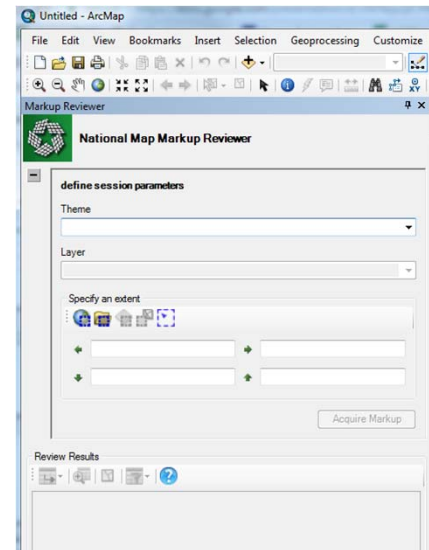 Untitled - ArcMap
File Edit View Bookmarks Insert Selection Geoprocessing Customize
Markup Reviewer
National Map Markup Reviewer
define session parameters
Theme
Layer
Specify an extent
Acquire Markup
Review Results